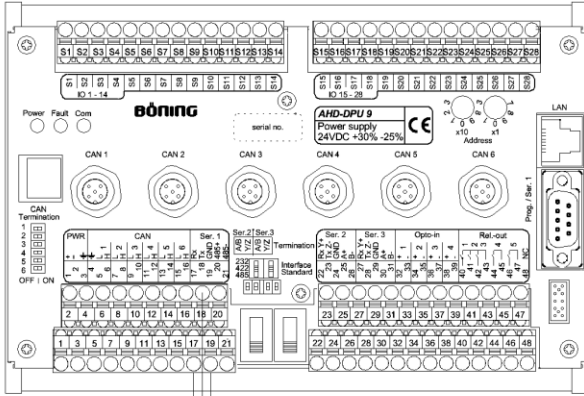 S1 S2 S3 S4 S5 S6 S7 S8 S9 S10 S11 S12 S13 S14
S15 S16 S17 S18 S19 S20 S21 S22 S23 S24 S25 S26 S27 S28
S1 S2 S3 S4 S5 S6 S7 S8 S9 S10 S11 S12 S13 S14
S15 S16 S17 S18 S19 S20 S21 S22 S23 S24 S25 S26 S27 S28
IO 1 - 14
IO 15 - 28
Power Fault Com
BÖNING
serial no.
AHD-DPU 9
Power supply
24VDC +30% -25%
CE
x10 x1
Address
LAN
CAN 1 CAN 2 CAN 3 CAN 4 CAN 5 CAN 6
Prog. / Ser. 1
CAN
Termination
1
2
3
4
5
6
OFF ON
PWR CAN Ser. 1
Ser.2 Ser.3
A/B Y/Z A/B Y/Z
Termination
232
422
485
Interface
Standard
Ser. 2 Ser. 3 Opto-in Rel.-out
2 4 6 8 10 12 14 16 18 20
23 25 27 29 31 33 35 37 39 41 43 45 47
1 3 5 7 9 11 13 15 17 19 21
22 24 26 28 30 32 34 36 38 40 42 44 46 48